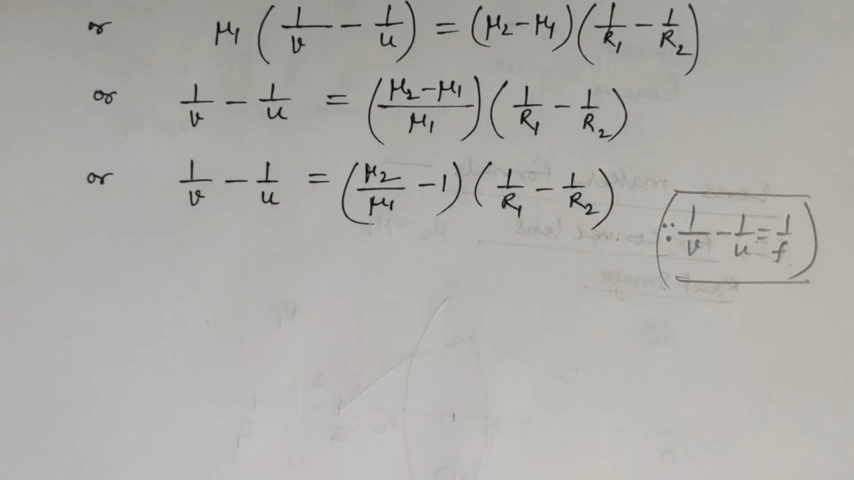 or μ₁ (1/v − 1/u) = (μ₂−μ₁)(1/R₁ − 1/R₂)
or 1/v − 1/u = ((μ₂−μ₁)/μ₁)(1/R₁ − 1/R₂)
or 1/v − 1/u = (μ₂/μ₁ − 1)(1/R₁ − 1/R₂)
(∵ 1/v − 1/u = 1/f)